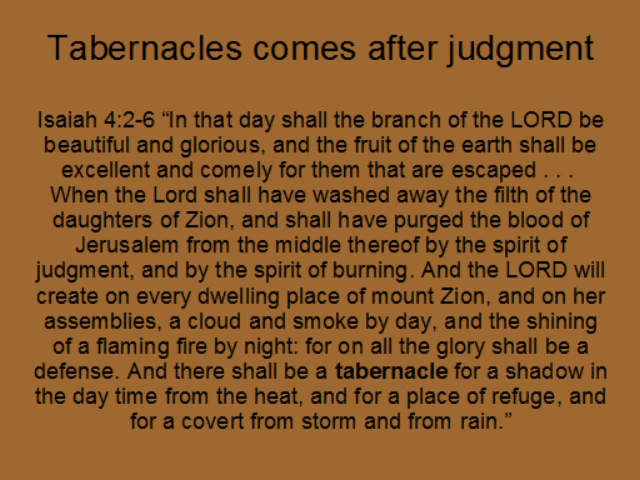 Tabernacles comes after judgment
Isaiah 4:2-6 “In that day shall the branch of the LORD be
beautiful and glorious, and the fruit of the earth shall be
excellent and comely for them that are escaped . . .
When the Lord shall have washed away the filth of the
daughters of Zion, and shall have purged the blood of
Jerusalem from the middle thereof by the spirit of
judgment, and by the spirit of burning. And the LORD will
create on every dwelling place of mount Zion, and on her
assemblies, a cloud and smoke by day, and the shining
of a flaming fire by night: for on all the glory shall be a
defense. And there shall be a tabernacle for a shadow in
the day time from the heat, and for a place of refuge, and
for a covert from storm and from rain.”